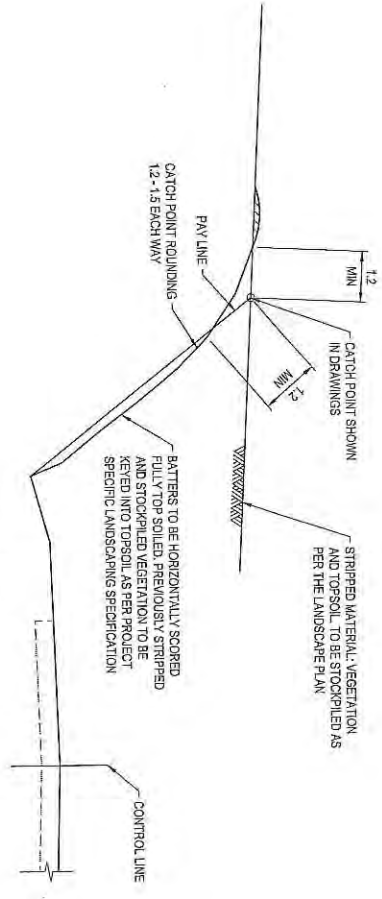 1.2
MIN
CATCH POINT SHOWN
IN DRAWINGS
STRIPPED MATERIAL: VEGETATION
AND TOPSOIL, TO BE STOCKPILED AS
PER THE LANDSCAPE PLAN
MIN
1.2
PAY LINE
CATCH POINT ROUNDING
1.2 - 1.5 EACH WAY
BATTERS TO BE HORIZONTALLY SCORED
FULLY TOP SOILED, PREVIOUSLY STRIPPED
AND STOCKPILED VEGETATION TO BE
KEYED INTO TOPSOIL AS PER PROJECT
SPECIFIC LANDSCAPING SPECIFICATION
CONTROL LINE